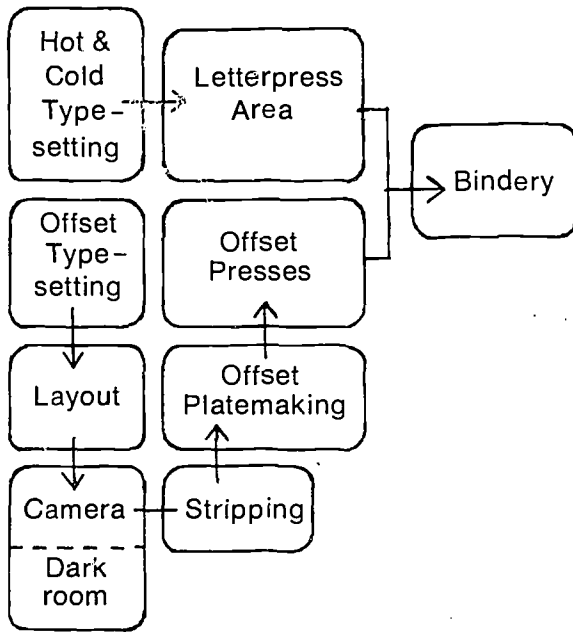 Hot &
Cold
Type-
setting
Letterpress
Area
Bindery
Offset
Type-
setting
Offset
Presses
Layout
Offset
Platemaking
Camera
Stripping
Dark
room